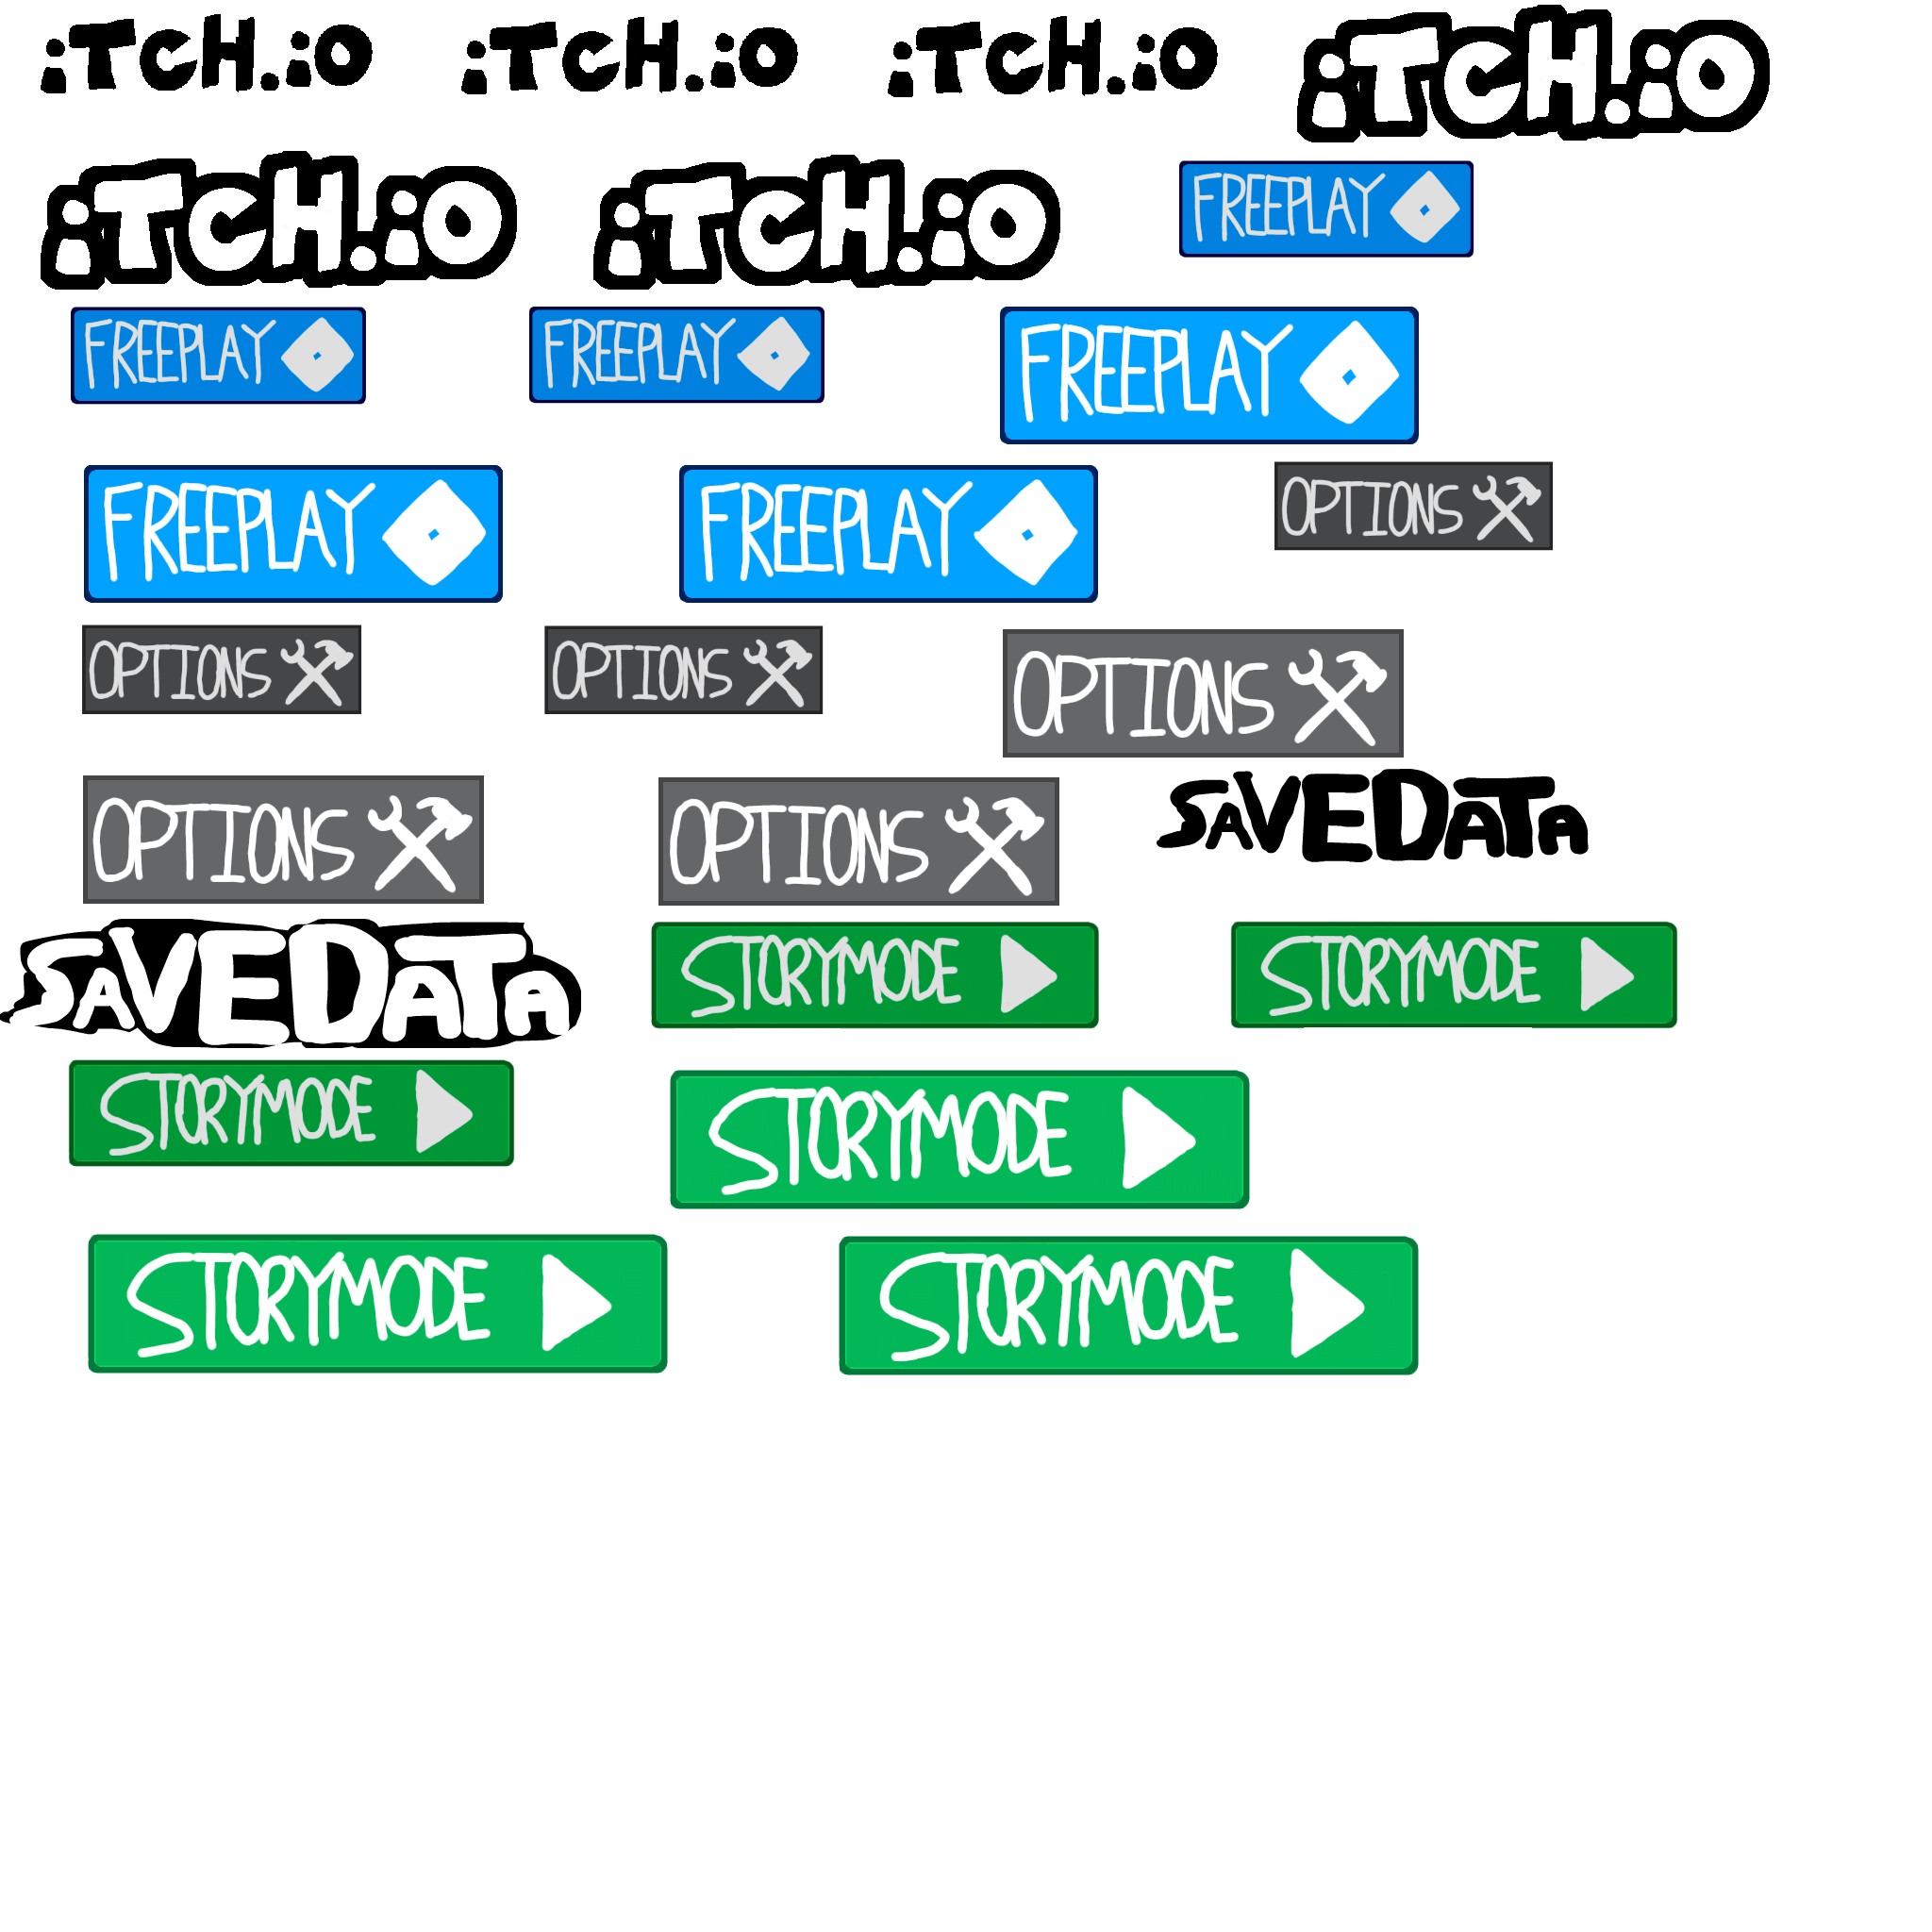 iTCH.iO iTCH.iO iTCH.iO iTCH.iO
iTCH.iO iTCH.iO FREEPLAY
FREEPLAY FREEPLAY FREEPLAY
FREEPLAY FREEPLAY OPTIONS
OPTIONS OPTIONS OPTIONS
OPTIONS OPTIONS SAVEDATA
SAVEDATA STORYMODE STORYMODE
STORYMODE STORYMODE
STORYMODE STORYMODE